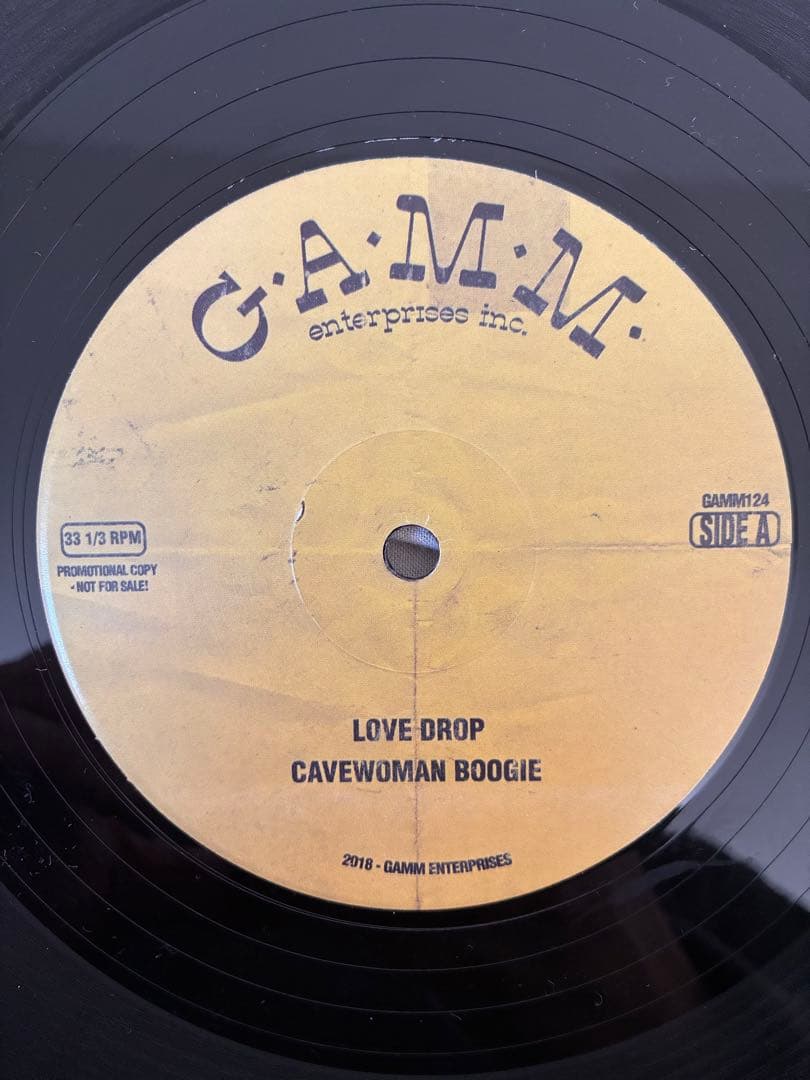 G·A·M·M·
enterprises inc.
GAMM124
SIDE A
33 1/3 RPM
PROMOTIONAL COPY
- NOT FOR SALE!
LOVE DROP
CAVEWOMAN BOOGIE
2018 - GAMM ENTERPRISES